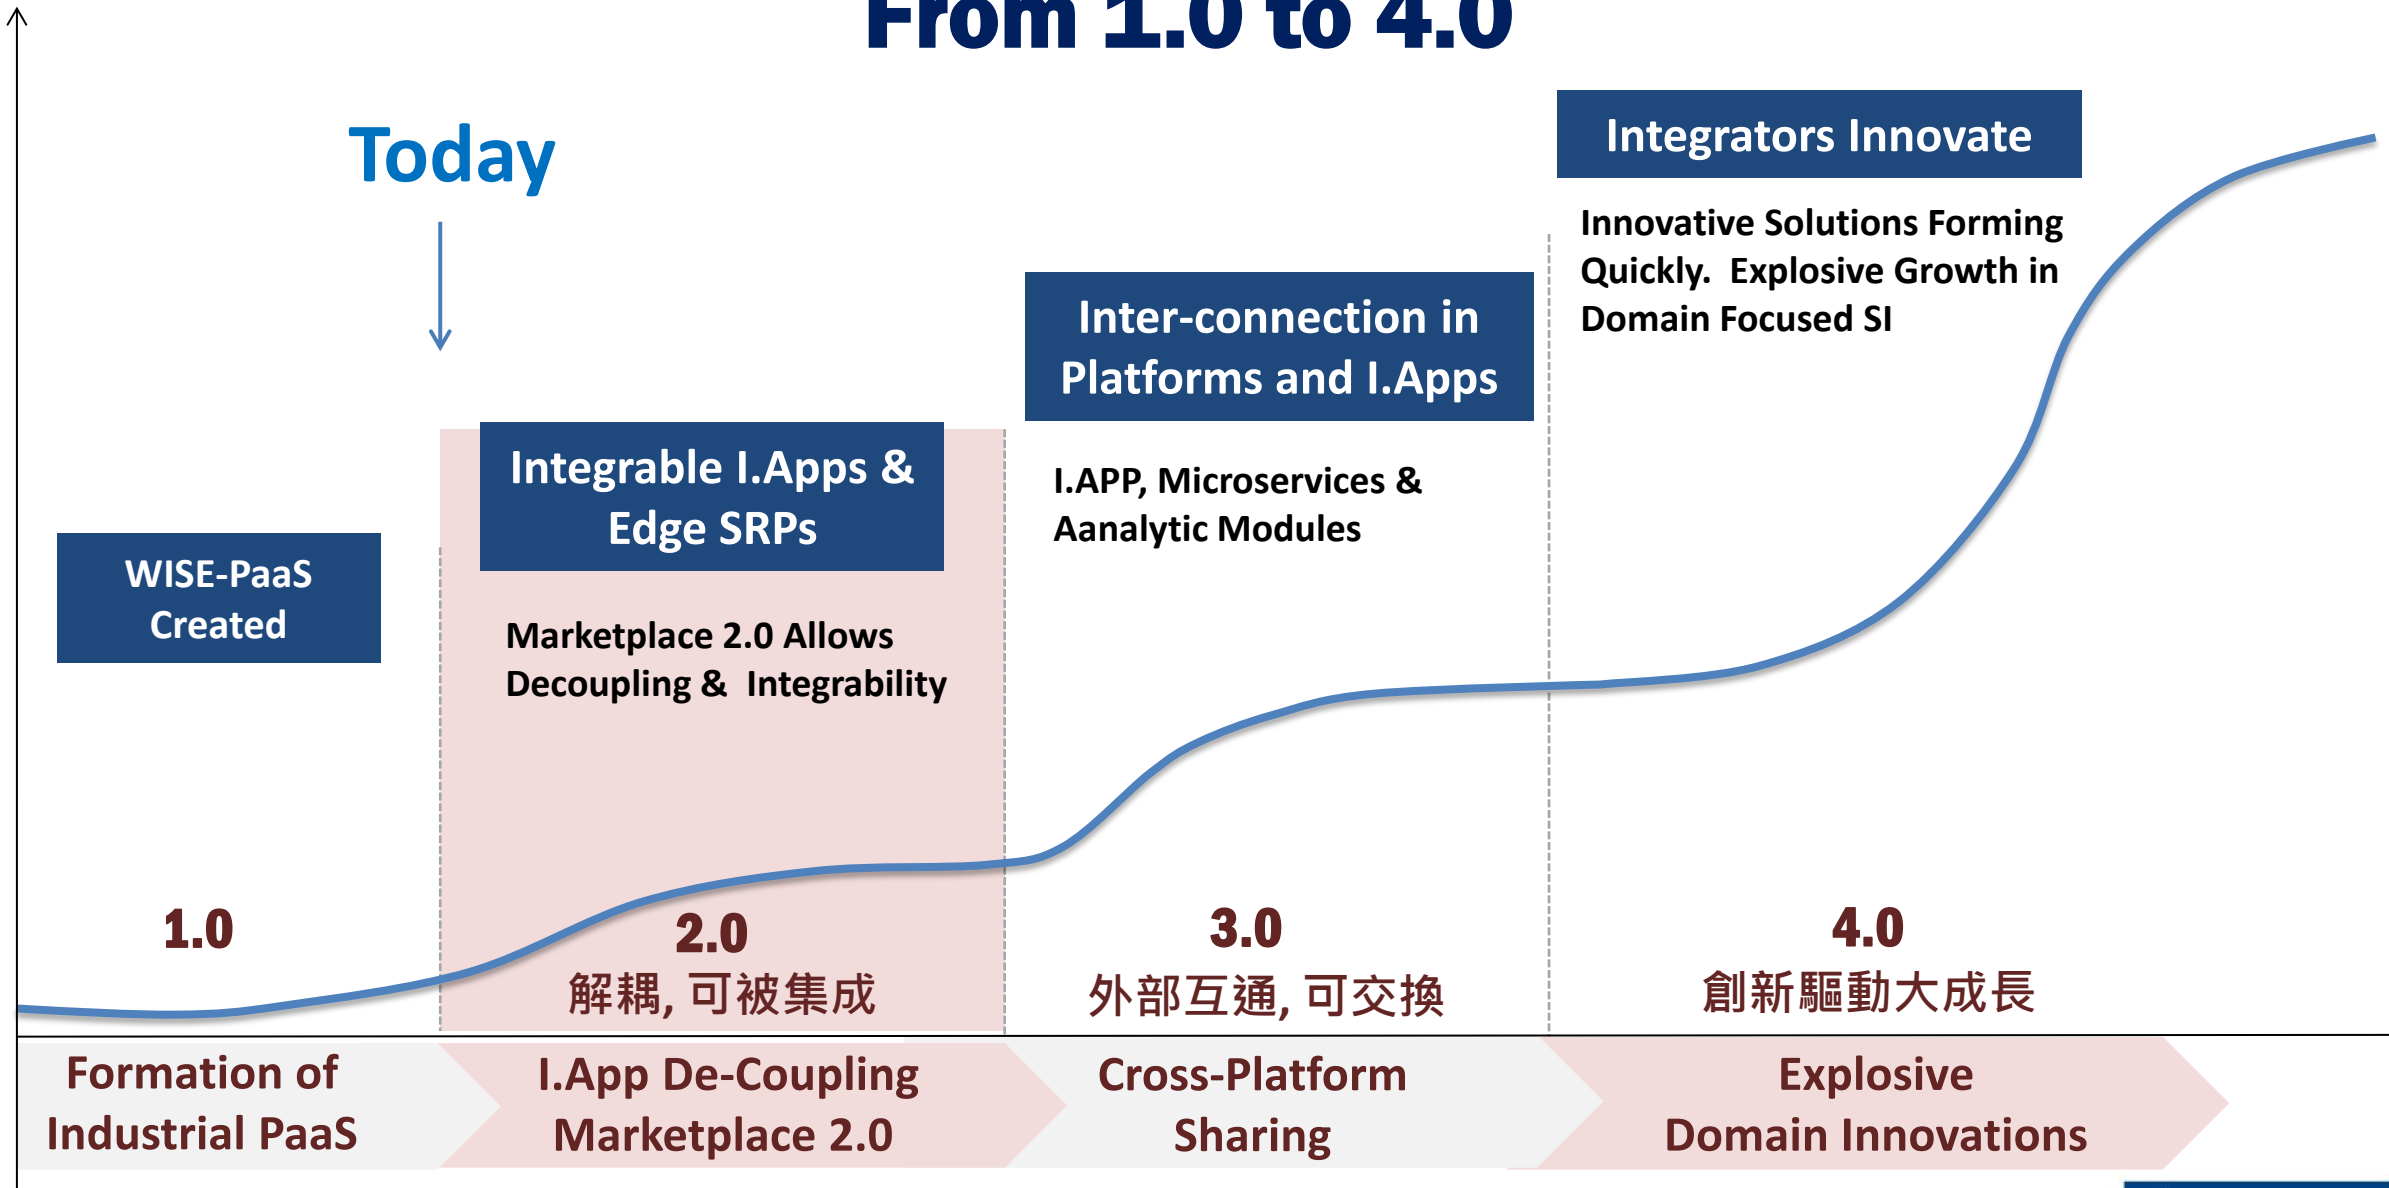 From 1.0 to 4.0
Today
Integrators Innovate
Innovative Solutions Forming
Quickly.  Explosive Growth in
Domain Focused SI
Inter-connection in
Platforms and I.Apps
I.APP, Microservices &
Aanalytic Modules
Integrable I.Apps &
Edge SRPs
Marketplace 2.0 Allows
Decoupling &  Integrability
WISE-PaaS
Created
1.0
2.0
解耦, 可被集成
3.0
外部互通, 可交換
4.0
創新驅動大成長
Formation of
Industrial PaaS
I.App De-Coupling
Marketplace 2.0
Cross-Platform
Sharing
Explosive
Domain Innovations